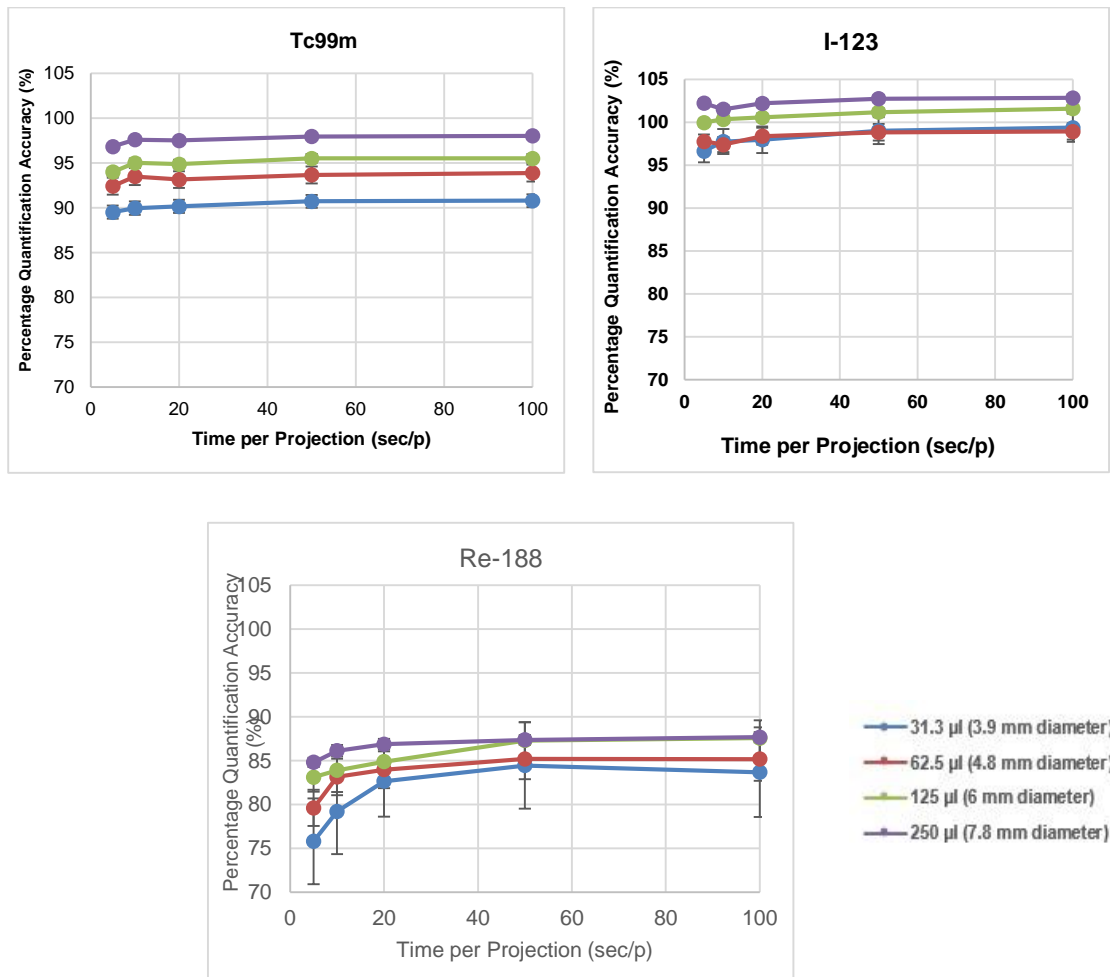 Tc99m
Percentage Quantification Accuracy (%)
105
100
95
90
85
80
75
70
0 20 40 60 80 100
Time per Projection (sec/p)
I-123
Percentage Quantification Accuracy (%)
105
100
95
90
85
80
75
70
0 20 40 60 80 100
Time per Projection (sec/p)
Re-188
Percentage Quantification Accuracy
(%)
105
100
95
90
85
80
75
70
0 20 40 60 80 100
Time per Projection (sec/p)
31.3 µl (3.9 mm diameter)
62.5 µl (4.8 mm diameter)
125 µl (6 mm diameter)
250 µl (7.8 mm diameter)